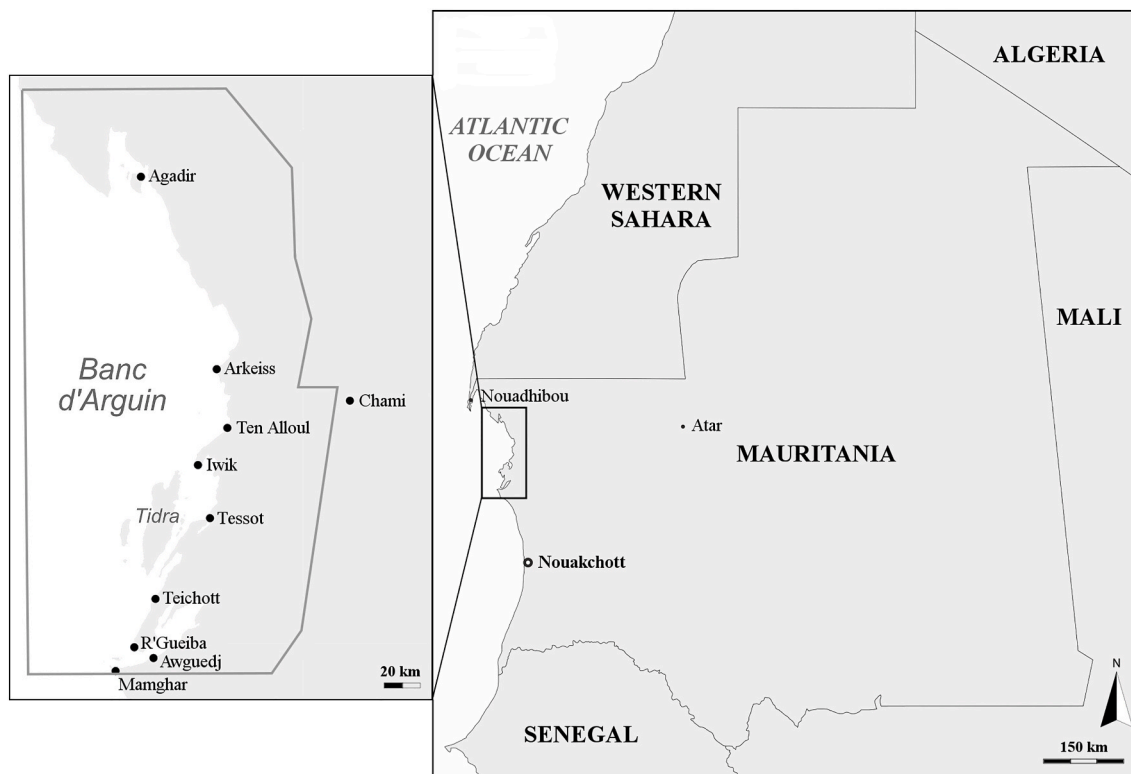 Agadir
Banc
d'Arguin
Arkeiss
Chami
Ten Alloul
Iwik
Tidra
Tessot
Teichott
R'Gueiba
Awguedj
Mamghar
20 km
ATLANTIC
OCEAN
ALGERIA
WESTERN
SAHARA
MALI
Nouadhibou
Atar
MAURITANIA
Nouakchott
SENEGAL
N
150 km